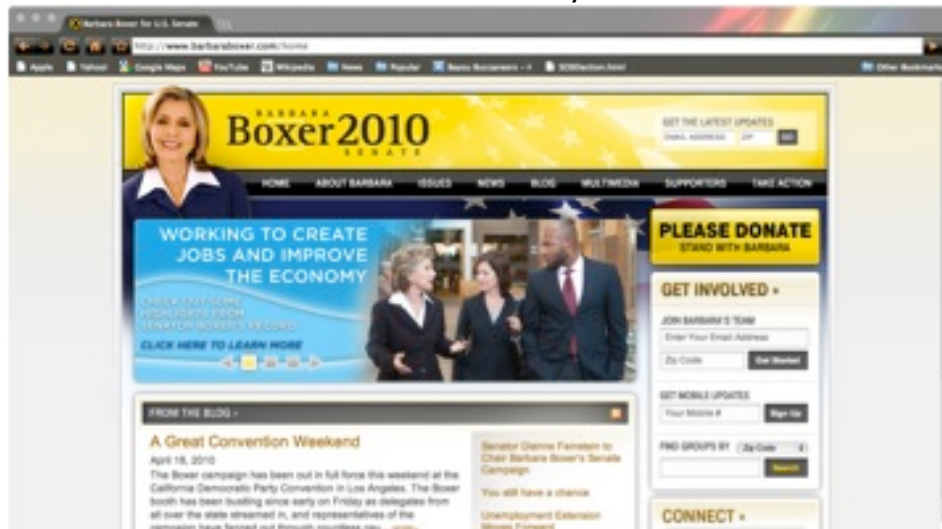 Barbara Boxer for U.S. Senate
http://www.barbaraboxer.com/home
Apple Yahoo! Google Maps YouTube Wikipedia News Popular Other Bookmarks
BARBARA
Boxer 2010
SENATE
GET THE LATEST UPDATES
EMAIL ADDRESS ZIP GO
HOME ABOUT BARBARA ISSUES NEWS BLOG MULTIMEDIA SUPPORTERS TAKE ACTION
WORKING TO CREATE
JOBS AND IMPROVE
THE ECONOMY
CHECK OUT SOME
HIGHLIGHTS FROM
SENATOR BOXER'S RECORD
CLICK HERE TO LEARN MORE
PLEASE DONATE
STAND WITH BARBARA
GET INVOLVED »
JOIN BARBARA'S TEAM
Enter Your Email Address
Zip Code Get Started
GET MOBILE UPDATES
Your Mobile # Sign Up
FIND GROUPS BY Zip Code
Search
CONNECT »
FROM THE BLOG »
A Great Convention Weekend
April 18, 2010
The Boxer campaign has been out in full force this weekend at the
California Democratic Party Convention in Los Angeles. The Boxer
booth has been bustling since early on Friday as delegates from
all over the state streamed in, and representatives of the
campaign have fanned out through countless
Senator Dianne Feinstein to
Chair Barbara Boxer's Senate
Campaign
You still have a chance
Unemployment Extension
Moves Forward